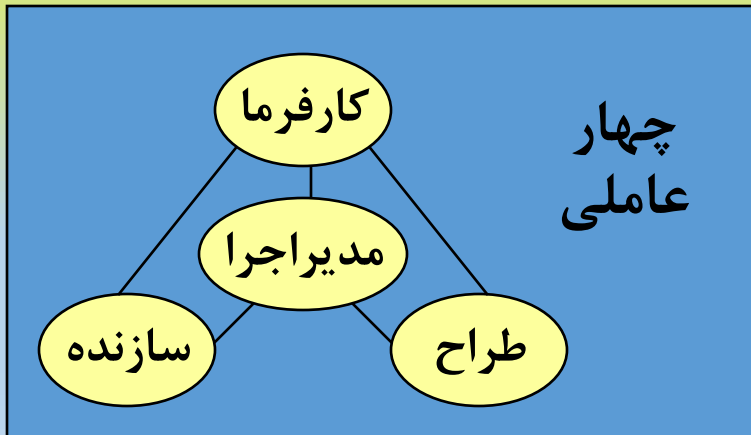 کارفرما
چهار
عاملی
مدیراجرا
سازنده
طراح